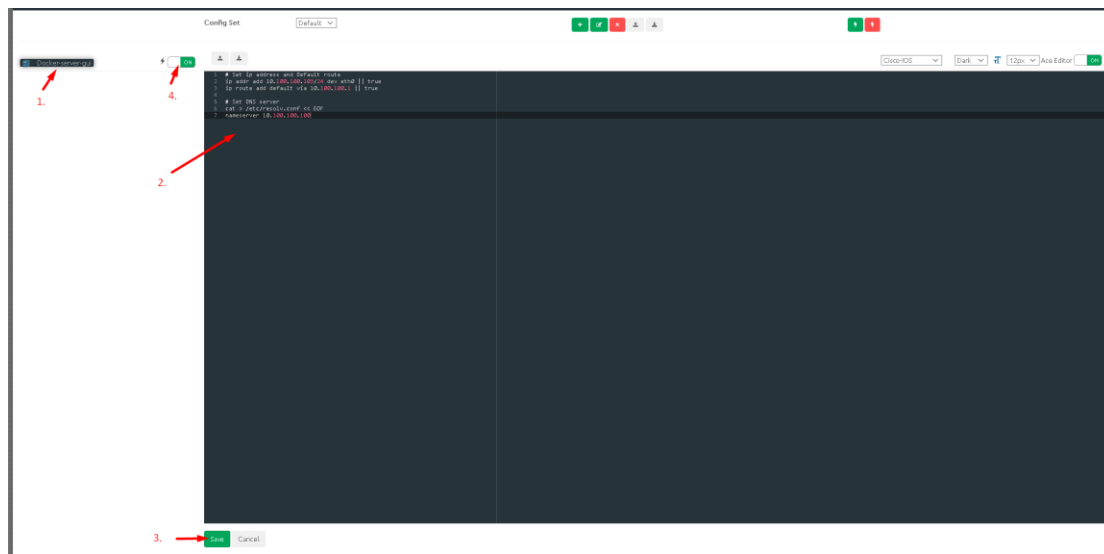 Config Set
Default
Docker-server-gui
ON
1.
4.
Cisco-IOS
Dark
12px
Ace Editor
ON
1 # Set ip address and Default route
2 ip addr add 10.100.100.105/24 dev eth0 || true
3 ip route add default via 10.100.100.1 || true
4
5 # Set DNS server
6 cat > /etc/resolv.conf << EOF
7 nameserver 10.100.100.100
2.
3.
Save
Cancel